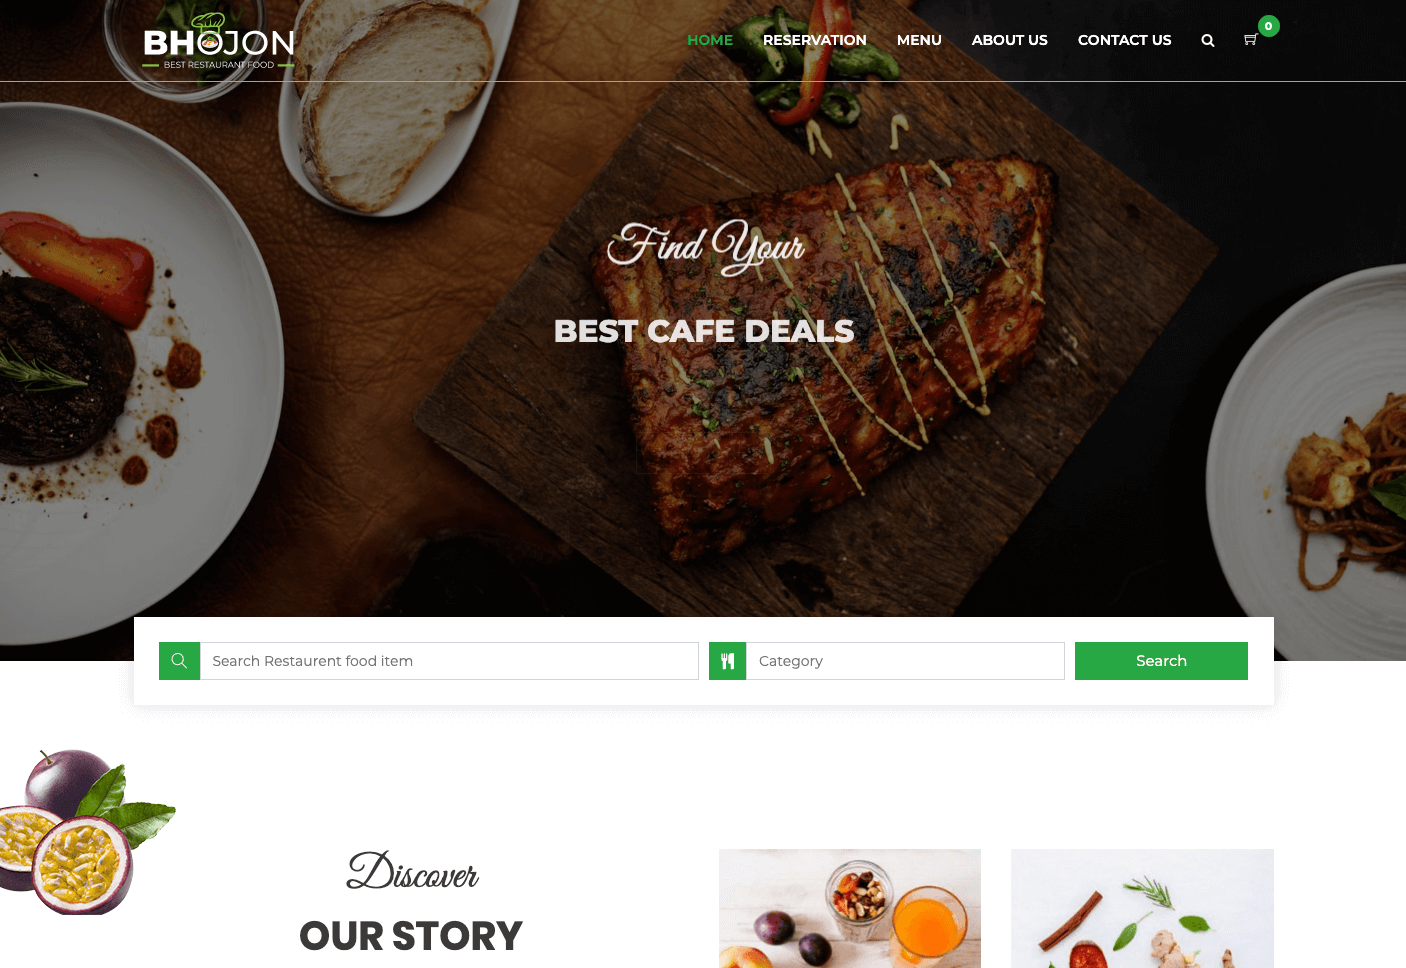 BHOJON
BEST RESTAURANT FOOD
HOME RESERVATION MENU ABOUT US CONTACT US 0
Find Your
BEST CAFE DEALS
Search Restaurent food item Category Search
Discover
OUR STORY